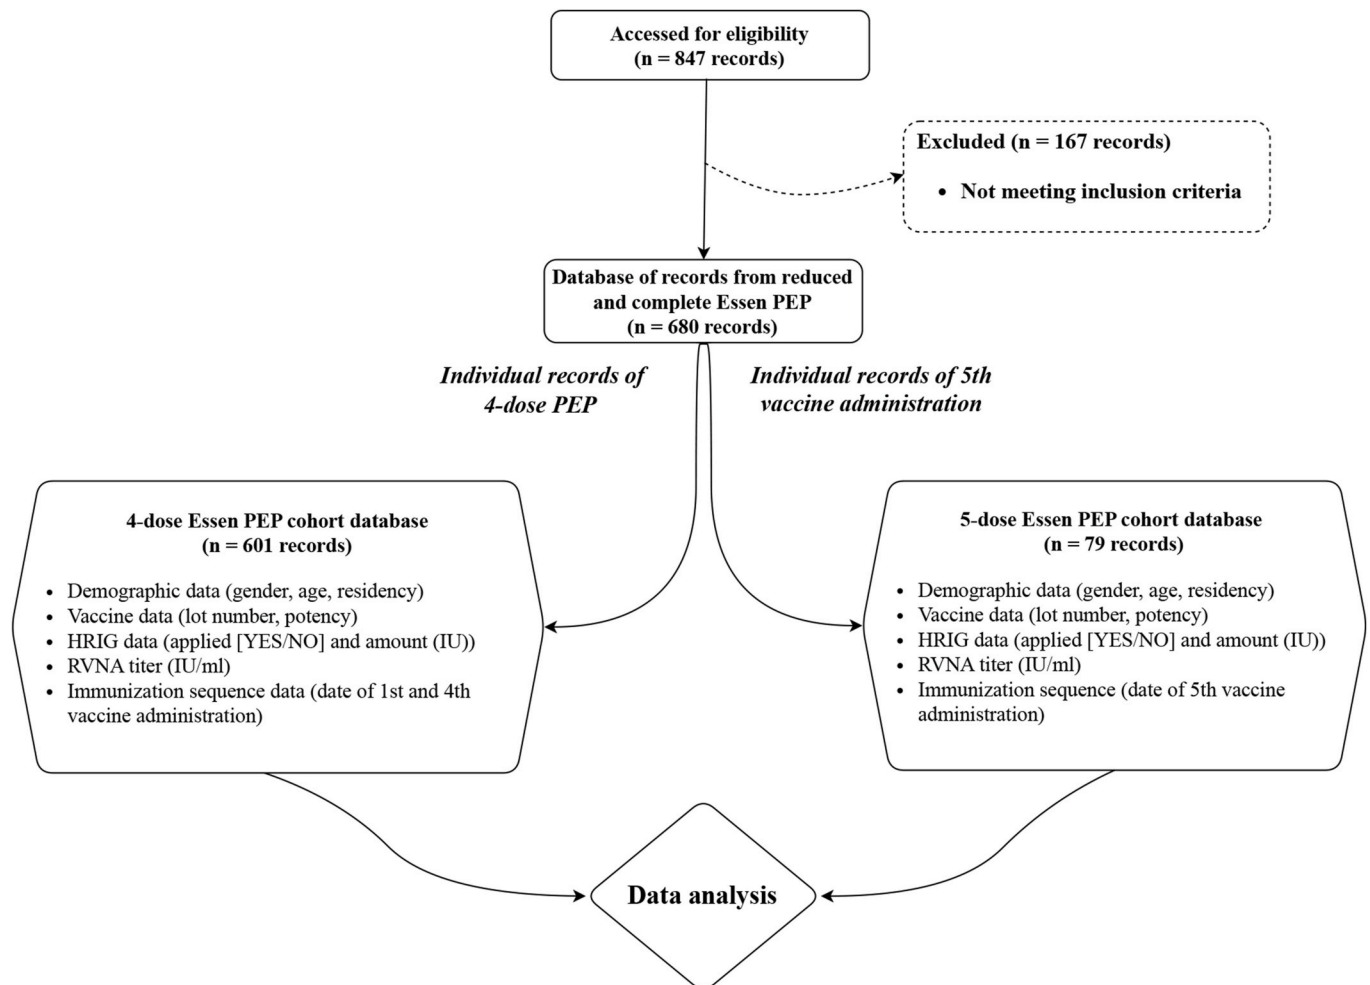 Accessed for eligibility
(n = 847 records)
Excluded (n = 167 records)
• Not meeting inclusion criteria
Database of records from reduced
and complete Essen PEP
(n = 680 records)
Individual records of
4-dose PEP
Individual records of 5th
vaccine administration
4-dose Essen PEP cohort database
(n = 601 records)
• Demographic data (gender, age, residency)
• Vaccine data (lot number, potency)
• HRIG data (applied [YES/NO] and amount (IU))
• RVNA titer (IU/ml)
• Immunization sequence data (date of 1st and 4th
vaccine administration)
5-dose Essen PEP cohort database
(n = 79 records)
• Demographic data (gender, age, residency)
• Vaccine data (lot number, potency)
• HRIG data (applied [YES/NO] and amount (IU))
• RVNA titer (IU/ml)
• Immunization sequence (date of 5th vaccine
administration)
Data analysis